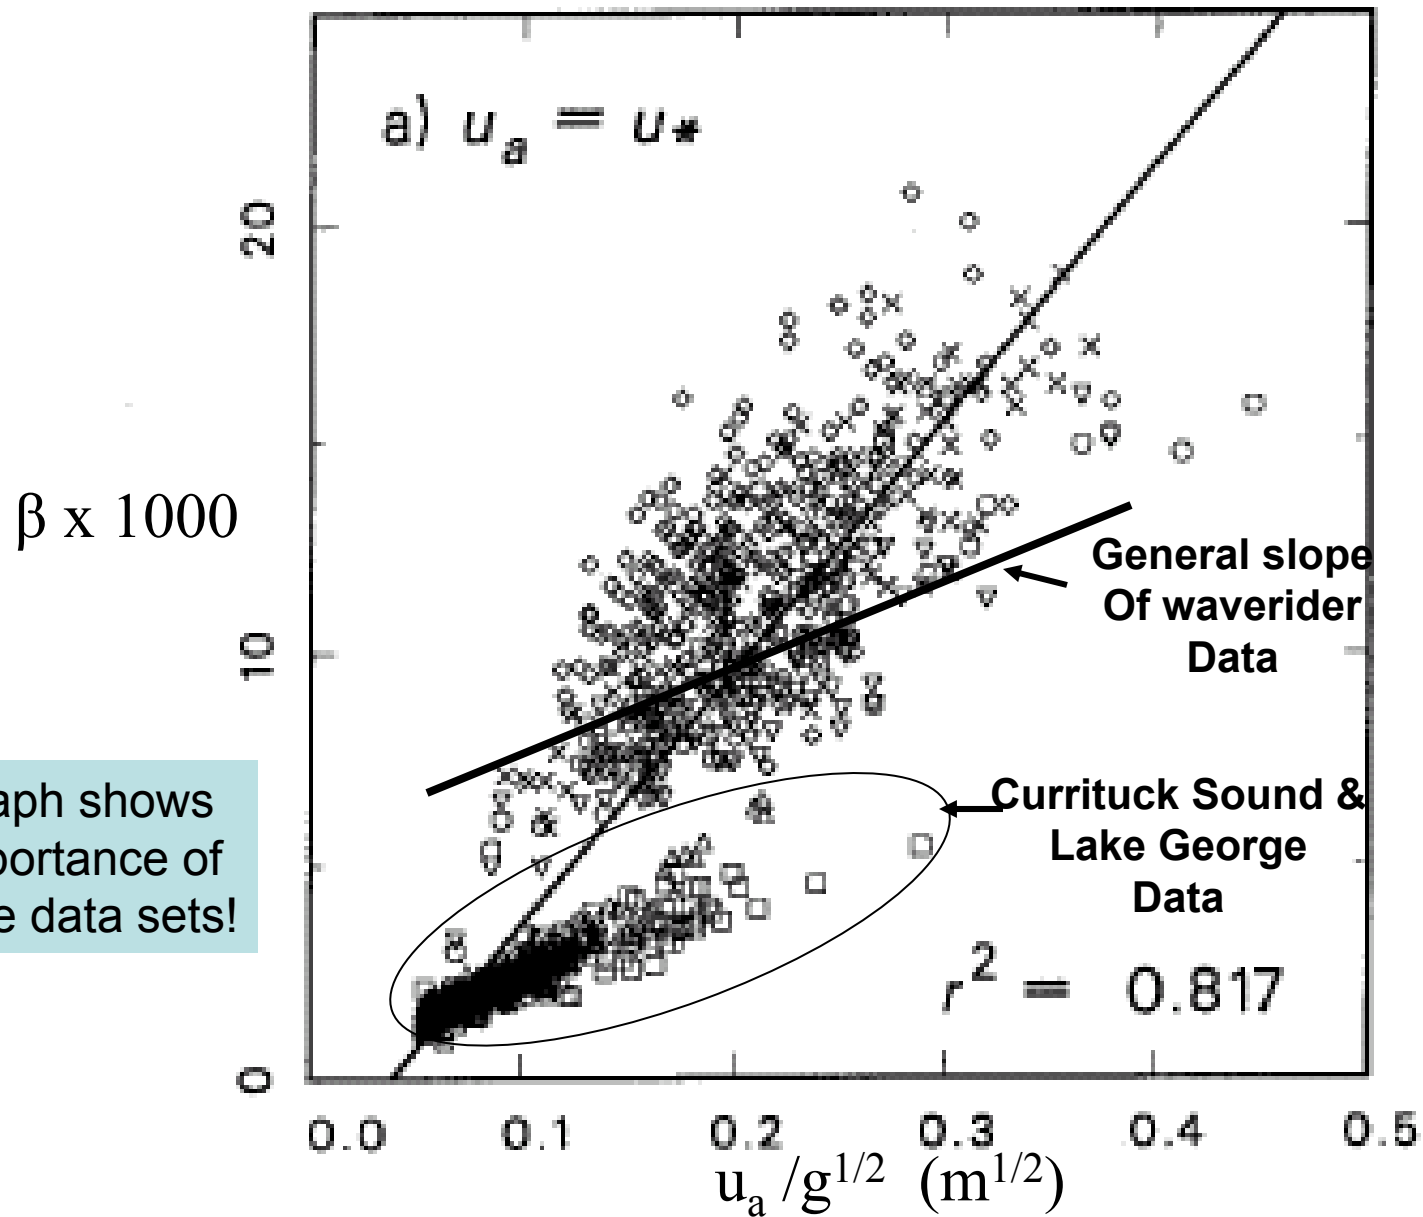 a) uₐ = u*
20
β x 1000
10
General slope
Of waverider
Data
aph shows
portance of
e data sets!
Currituck Sound &
Lake George
Data
r² = 0.817
0
0.0 0.1 0.2 0.3 0.4 0.5
uₐ /g^{1/2} (m^{1/2})